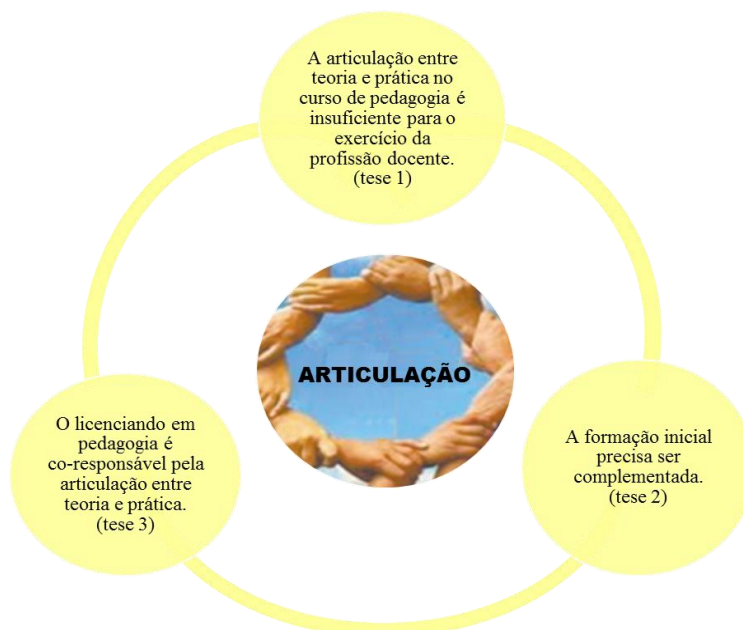 A articulação entre
teoria e prática no
curso de pedagogia é
insuficiente para o
exercício da
profissão docente.
(tese 1)
ARTICULAÇÃO
O licenciando em
pedagogia é
co-responsável pela
articulação entre
teoria e prática.
(tese 3)
A formação inicial
precisa ser
complementada.
(tese 2)